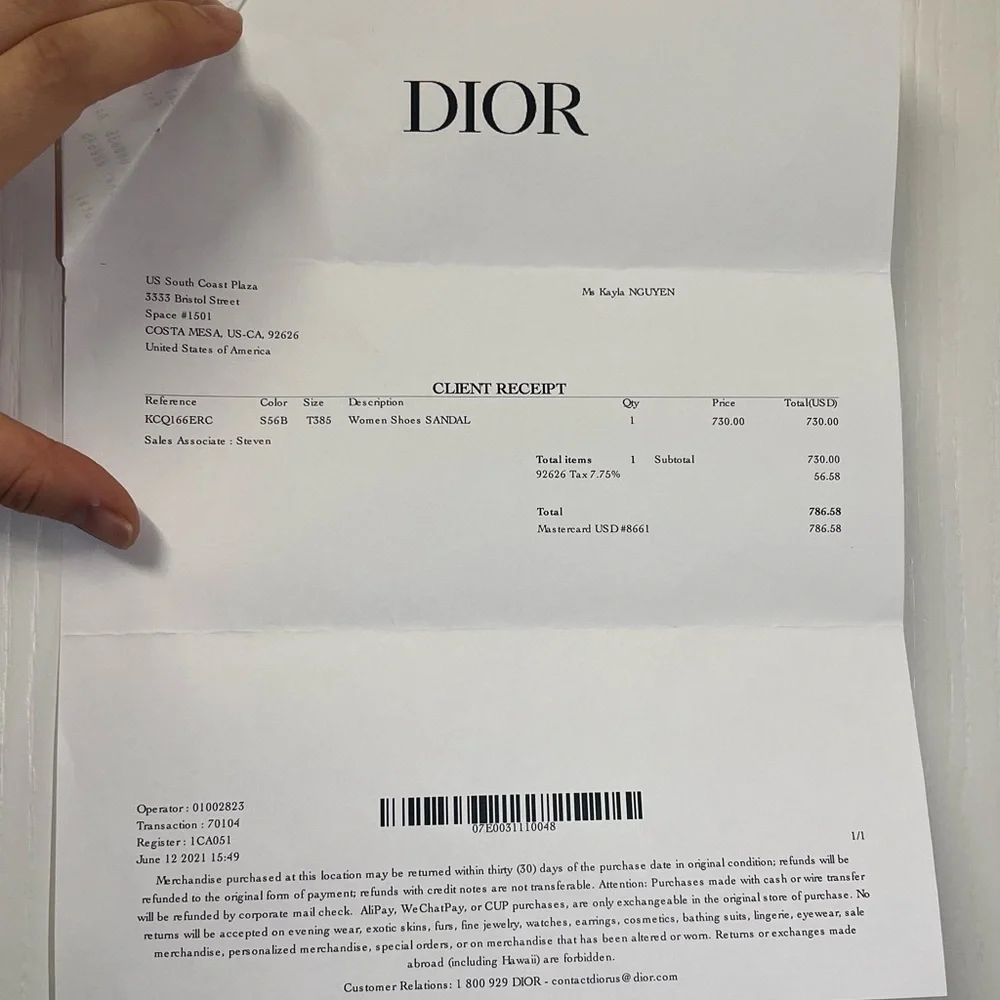 DIOR
US South Coast Plaza
3333 Bristol Street
Space #1501
COSTA MESA, US-CA, 92626
United States of America
Ms Kayla NGUYEN
CLIENT RECEIPT
Reference Color Size Description Qty Price Total(USD)
KCQ166ERC S56B T385 Women Shoes SANDAL 1 730.00 730.00
Sales Associate : Steven
Total items 1 Subtotal 730.00
92626 Tax 7.75% 56.58
Total 786.58
Mastercard USD #8661 786.58
Operator : 01002823
Transaction : 70104
Register : 1CA051
June 12 2021 15:49
07E0031110048
1/1
Merchandise purchased at this location may be returned within thirty (30) days of the purchase date in original condition; refunds will be
refunded to the original form of payment; refunds with credit notes are not transferable. Attention: Purchases made with cash or wire transfer
will be refunded by corporate mail check. AliPay, WeChatPay, or CUP purchases, are only exchangeable in the original store of purchase. No
returns will be accepted on evening wear, exotic skins, furs, fine jewelry, watches, earrings, cosmetics, bathing suits, lingerie, eyewear, sale
merchandise, personalized merchandise, special orders, or on merchandise that has been altered or worn. Returns or exchanges made
abroad (including Hawaii) are forbidden.
Customer Relations: 1 800 929 DIOR - contactdiorus@dior.com